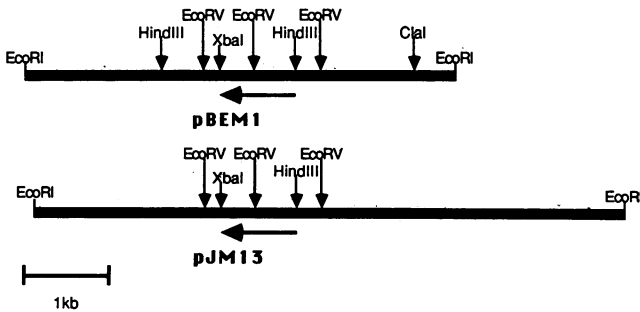 EcoRV EcoRV EcoRV
HindIII XbaI HindIII ClaI
EcoRI EcoRI
pBEM1
EcoRV EcoRV EcoRV
XbaI HindIII
EcoRI EcoR
pJM13
1kb